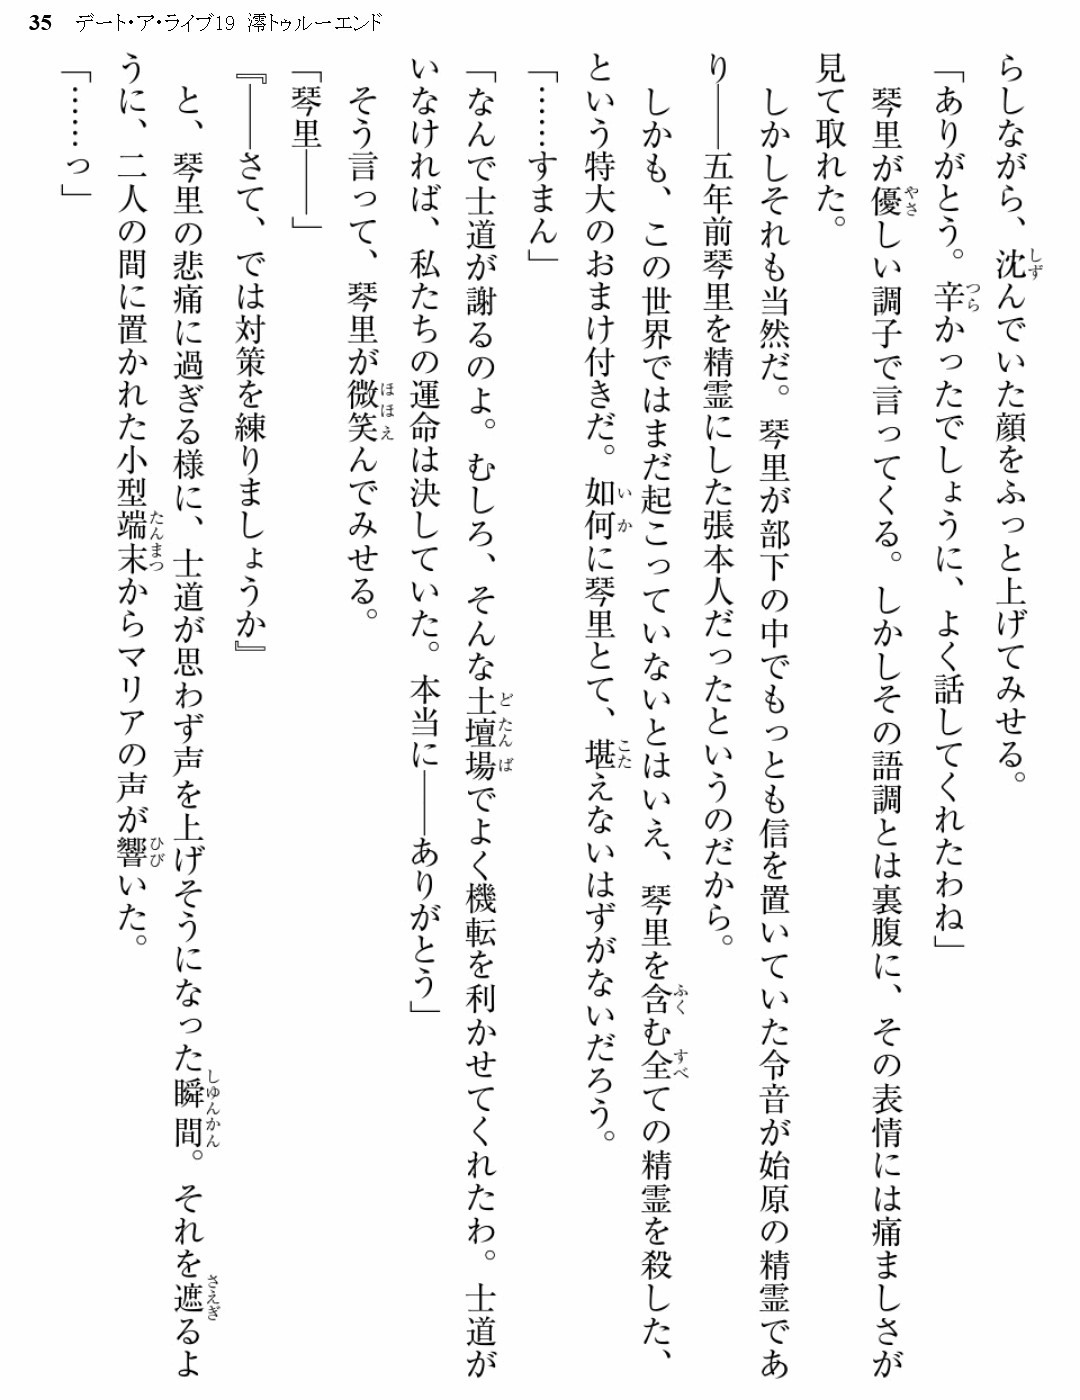 35 デート・ア・ライブ19 澪トゥルーエンド
らしながら、沈んでいた顔をふっと上げてみせる。
「ありがとう。辛かったでしょうに、よく話してくれたわね」
琴里が優しい調子で言ってくる。しかしその語調とは裏腹に、その表情には痛ましさが
見て取れた。
しかしそれも当然だ。琴里が部下の中でもっとも信を置いていた令音が始原の精霊であ
り――五年前琴里を精霊にした張本人だったというのだから。
しかも、この世界ではまだ起こっていないとはいえ、琴里を含む全ての精霊を殺した、
という特大のおまけ付きだ。如何に琴里とて、堪えないはずがないだろう。
「……すまん」
「なんで士道が謝るのよ。むしろ、そんな土壇場でよく機転を利かせてくれたわ。士道が
いなければ、私たちの運命は決していた。本当に――ありがとう」
そう言って、琴里が微笑んでみせる。
「琴里――」
『――さて、では対策を練りましょうか』
と、琴里の悲痛に過ぎる様に、士道が思わず声を上げそうになった瞬間。それを遮るよ
うに、二人の間に置かれた小型端末からマリアの声が響いた。
「……っ」